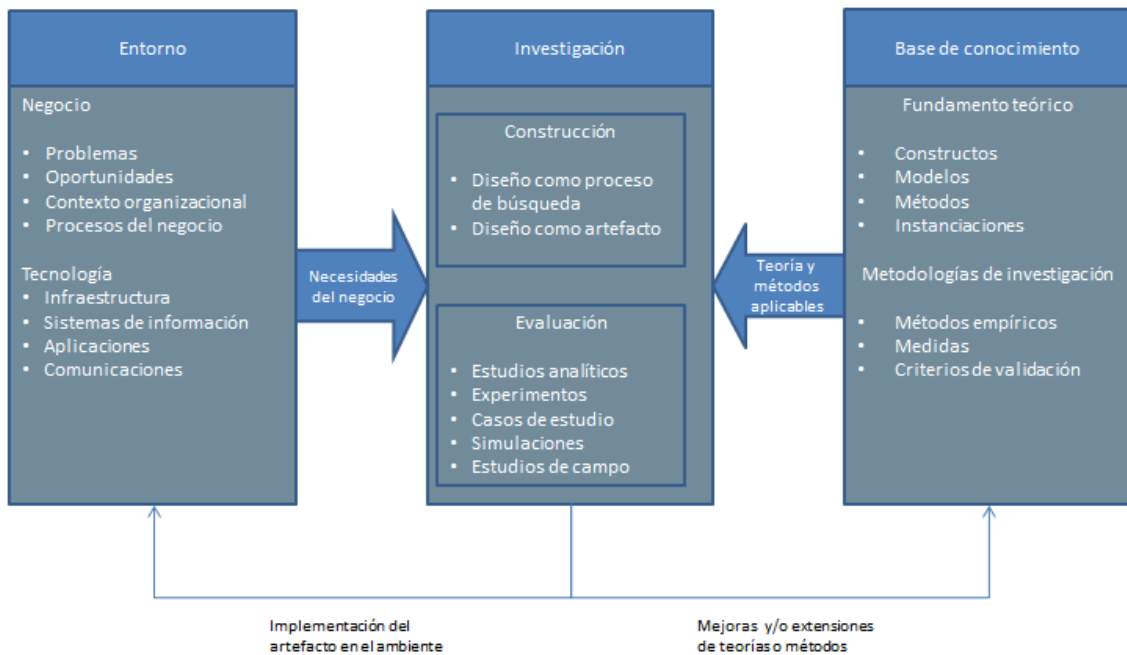 Entorno
Negocio
• Problemas
• Oportunidades
• Contexto organizacional
• Procesos del negocio
Tecnología
• Infraestructura
• Sistemas de información
• Aplicaciones
• Comunicaciones
Necesidades
del negocio
Investigación
Construcción
• Diseño como proceso
de búsqueda
• Diseño como artefacto
Evaluación
• Estudios analíticos
• Experimentos
• Casos de estudio
• Simulaciones
• Estudios de campo
Teoría y
métodos
aplicables
Base de conocimiento
Fundamento teórico
• Constructos
• Modelos
• Métodos
• Instanciaciones
Metodologías de investigación
• Métodos empíricos
• Medidas
• Criterios de validación
Implementación del
artefacto en el ambiente
Mejoras y/o extensiones
de teorías o métodos